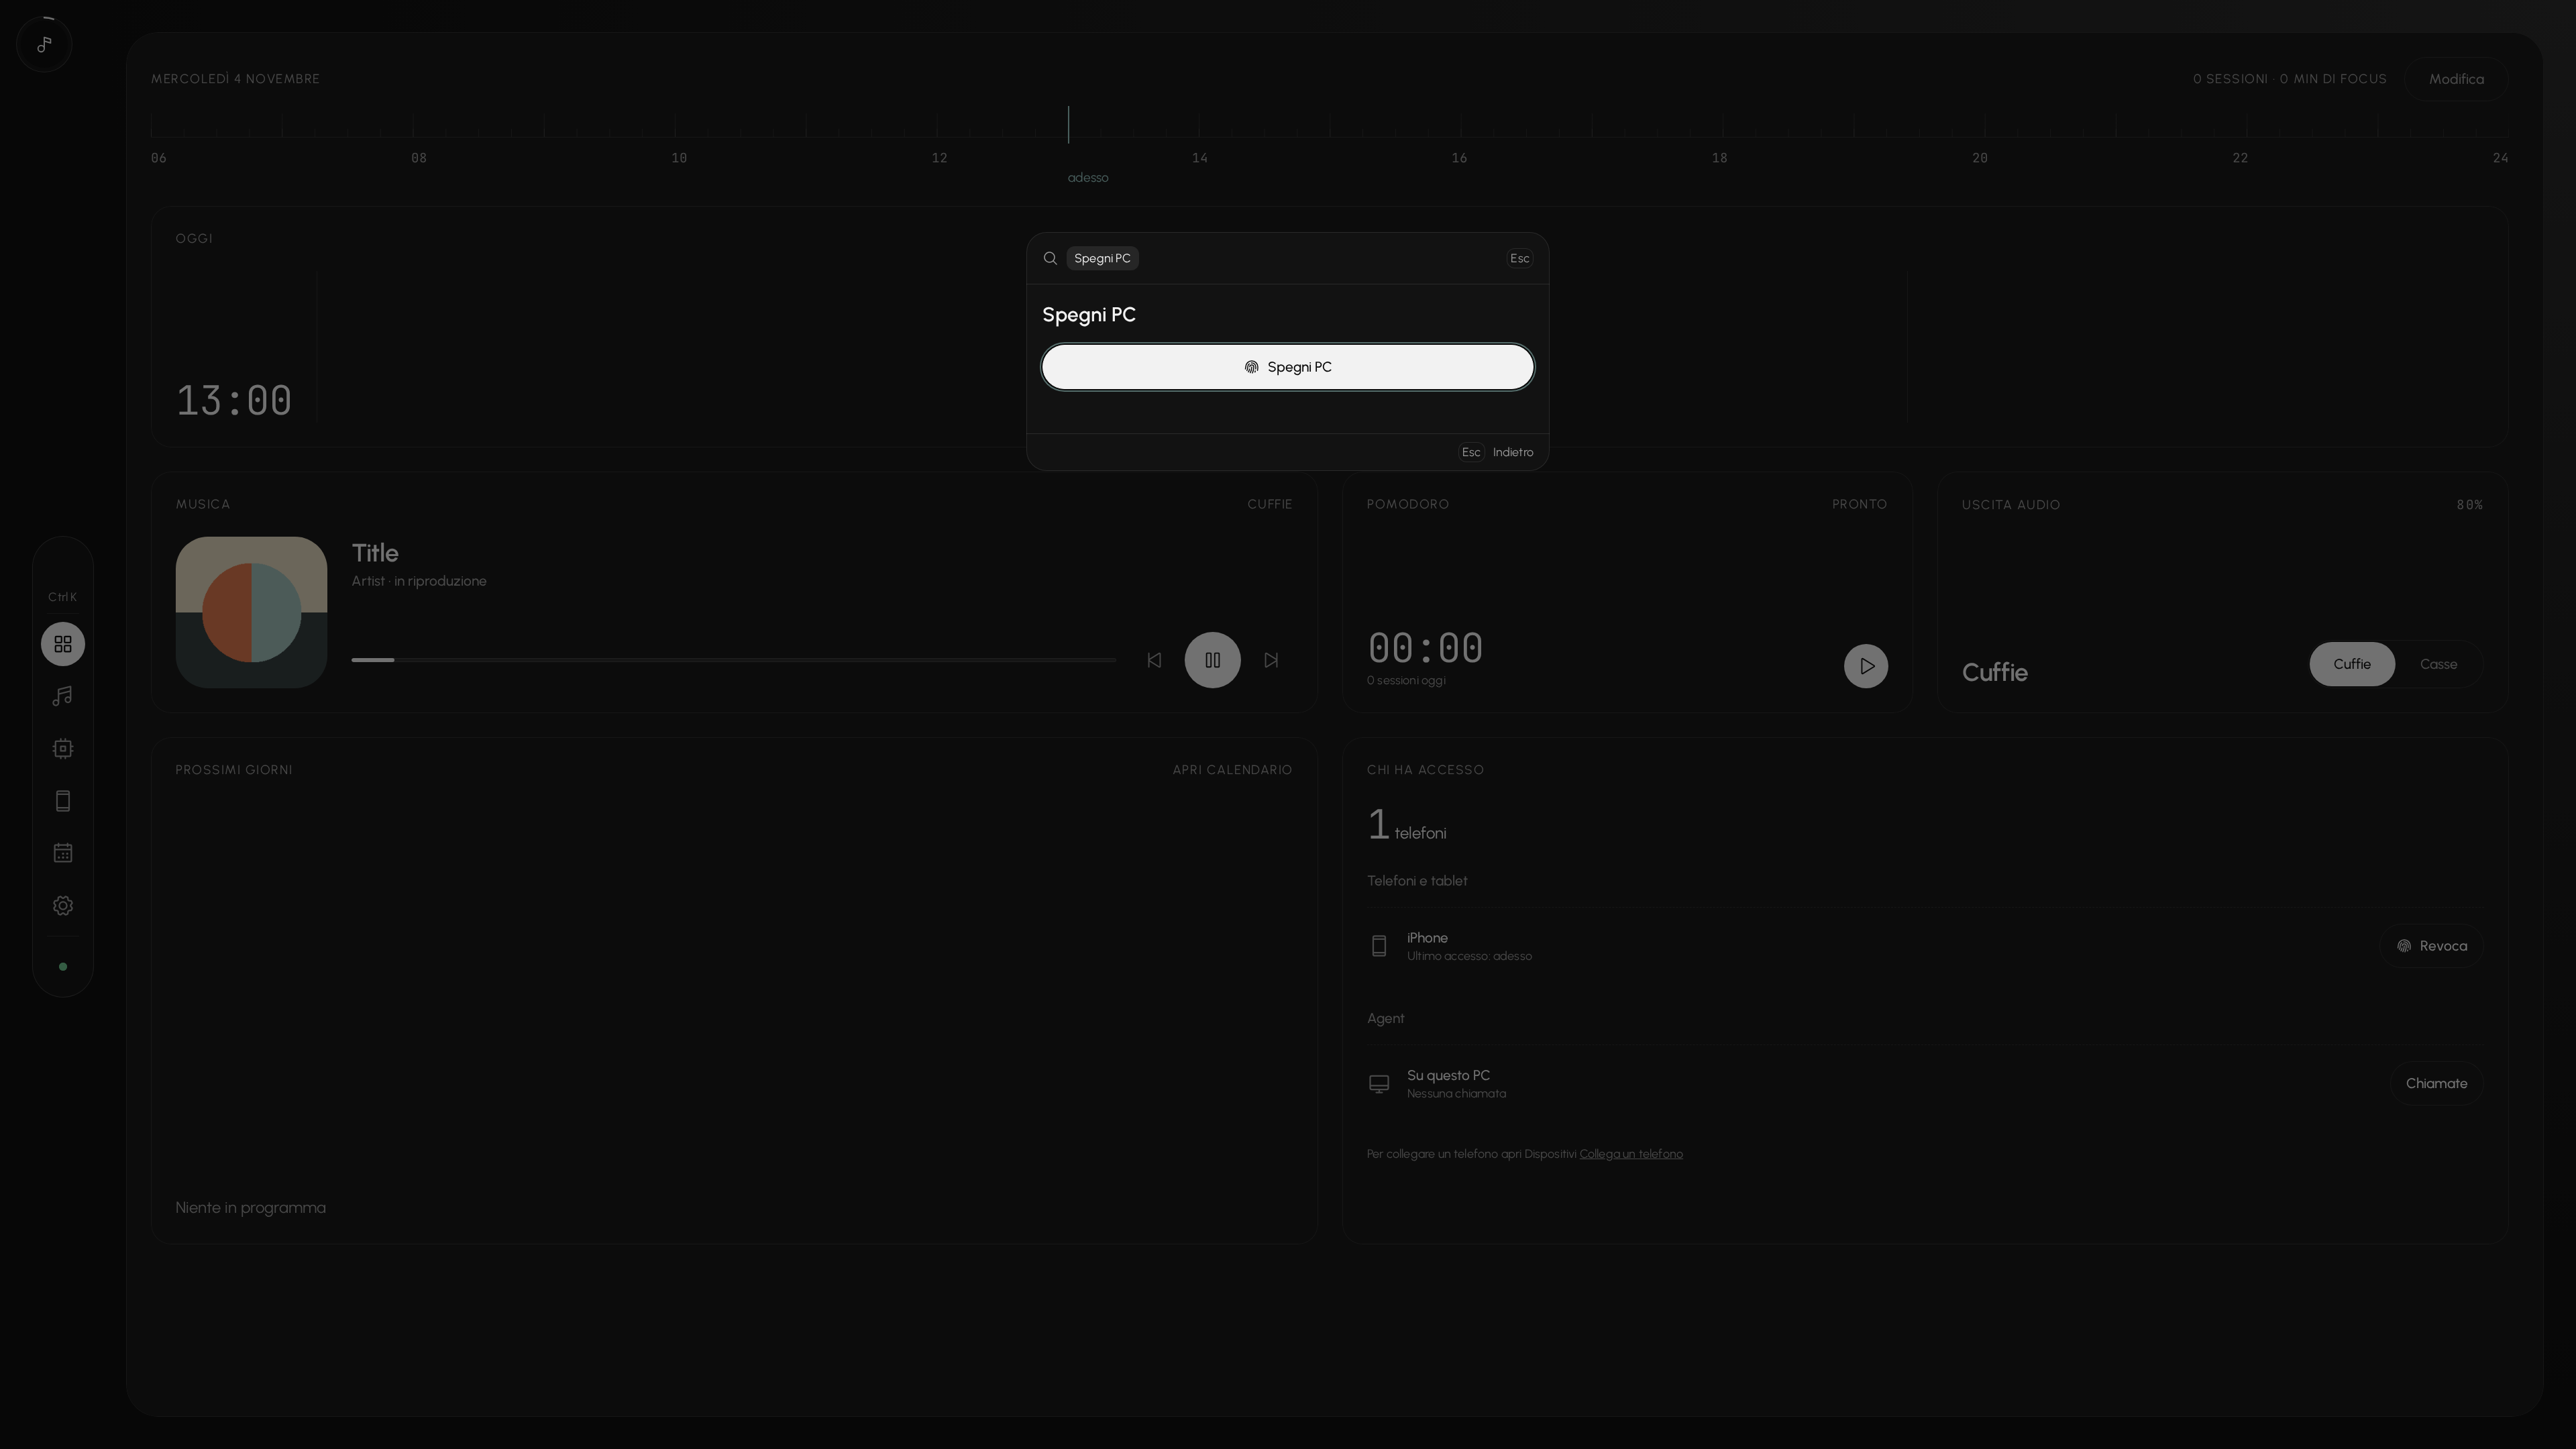 MERCOLEDÌ 4 NOVEMBRE
0 SESSIONI · 0 MIN DI FOCUS
Modifica
06 08 10 12 14 16 18 20 22 24
adesso
OGGI
13:00
Spegni PC
Esc
Spegni PC
Spegni PC
Esc Indietro
MUSICA
CUFFIE
Title
Artist · in riproduzione
POMODORO
PRONTO
00:00
0 sessioni oggi
USCITA AUDIO
80%
Cuffie
Cuffie
Casse
Ctrl K
PROSSIMI GIORNI
APRI CALENDARIO
Niente in programma
CHI HA ACCESSO
1 telefoni
Telefoni e tablet
iPhone
Ultimo accesso: adesso
Revoca
Agent
Su questo PC
Nessuna chiamata
Chiamate
Per collegare un telefono apri Dispositivi Collega un telefono